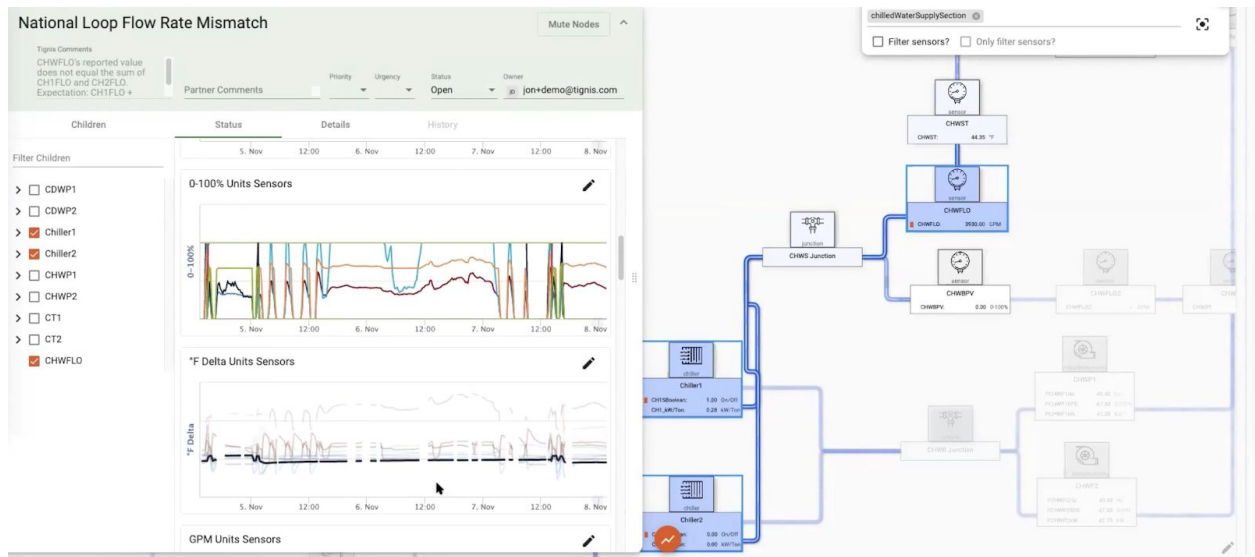 National Loop Flow Rate Mismatch
Mute Nodes
Tignis Comments
CHWFLO's reported value
does not equal the sum of
CH1FLO and CH2FLO.
Expectation: CH1FLO +
Partner Comments
Priority
Urgency
Status
Open
Owner
jo
jon+demo@tignis.com
Children
Status
Details
History
Filter Children
CDWP1
CDWP2
Chiller1
Chiller2
CHWP1
CHWP2
CT1
CT2
CHWFLO
5. Nov 12:00 6. Nov 12:00 7. Nov 12:00 8. Nov
0-100% Units Sensors
0-100%
5. Nov 12:00 6. Nov 12:00 7. Nov 12:00 8. Nov
°F Delta Units Sensors
°F Delta
5. Nov 12:00 6. Nov 12:00 7. Nov 12:00 8. Nov
GPM Units Sensors
chilledWaterSupplySection
Filter sensors? Only filter sensors?
sensor
CHWST
CHWST: 44.35 °F
sensor
CHWFLO
CHWFLO: 3930.00 GPM
junction
CHWS Junction
sensor
CHWBPV
CHWBPV: 0.00 0-100%
chiller
Chiller1
CH1SBoolean: 1.00 On/Off
CH1_kW/Ton: 0.28 kW/Ton
CHWP1
CHWR Junction
chiller
Chiller2
0.00 On/Off
0.00 kW/Ton
CHWP2